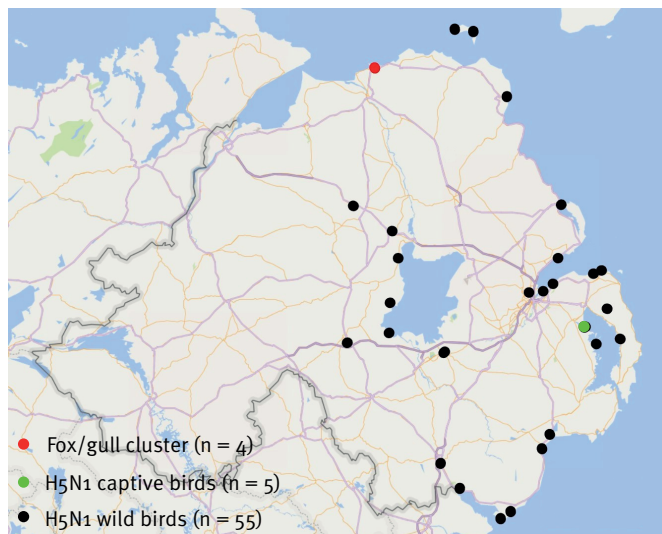 Fox/gull cluster (n = 4)
H5N1 captive birds (n = 5)
H5N1 wild birds (n = 55)